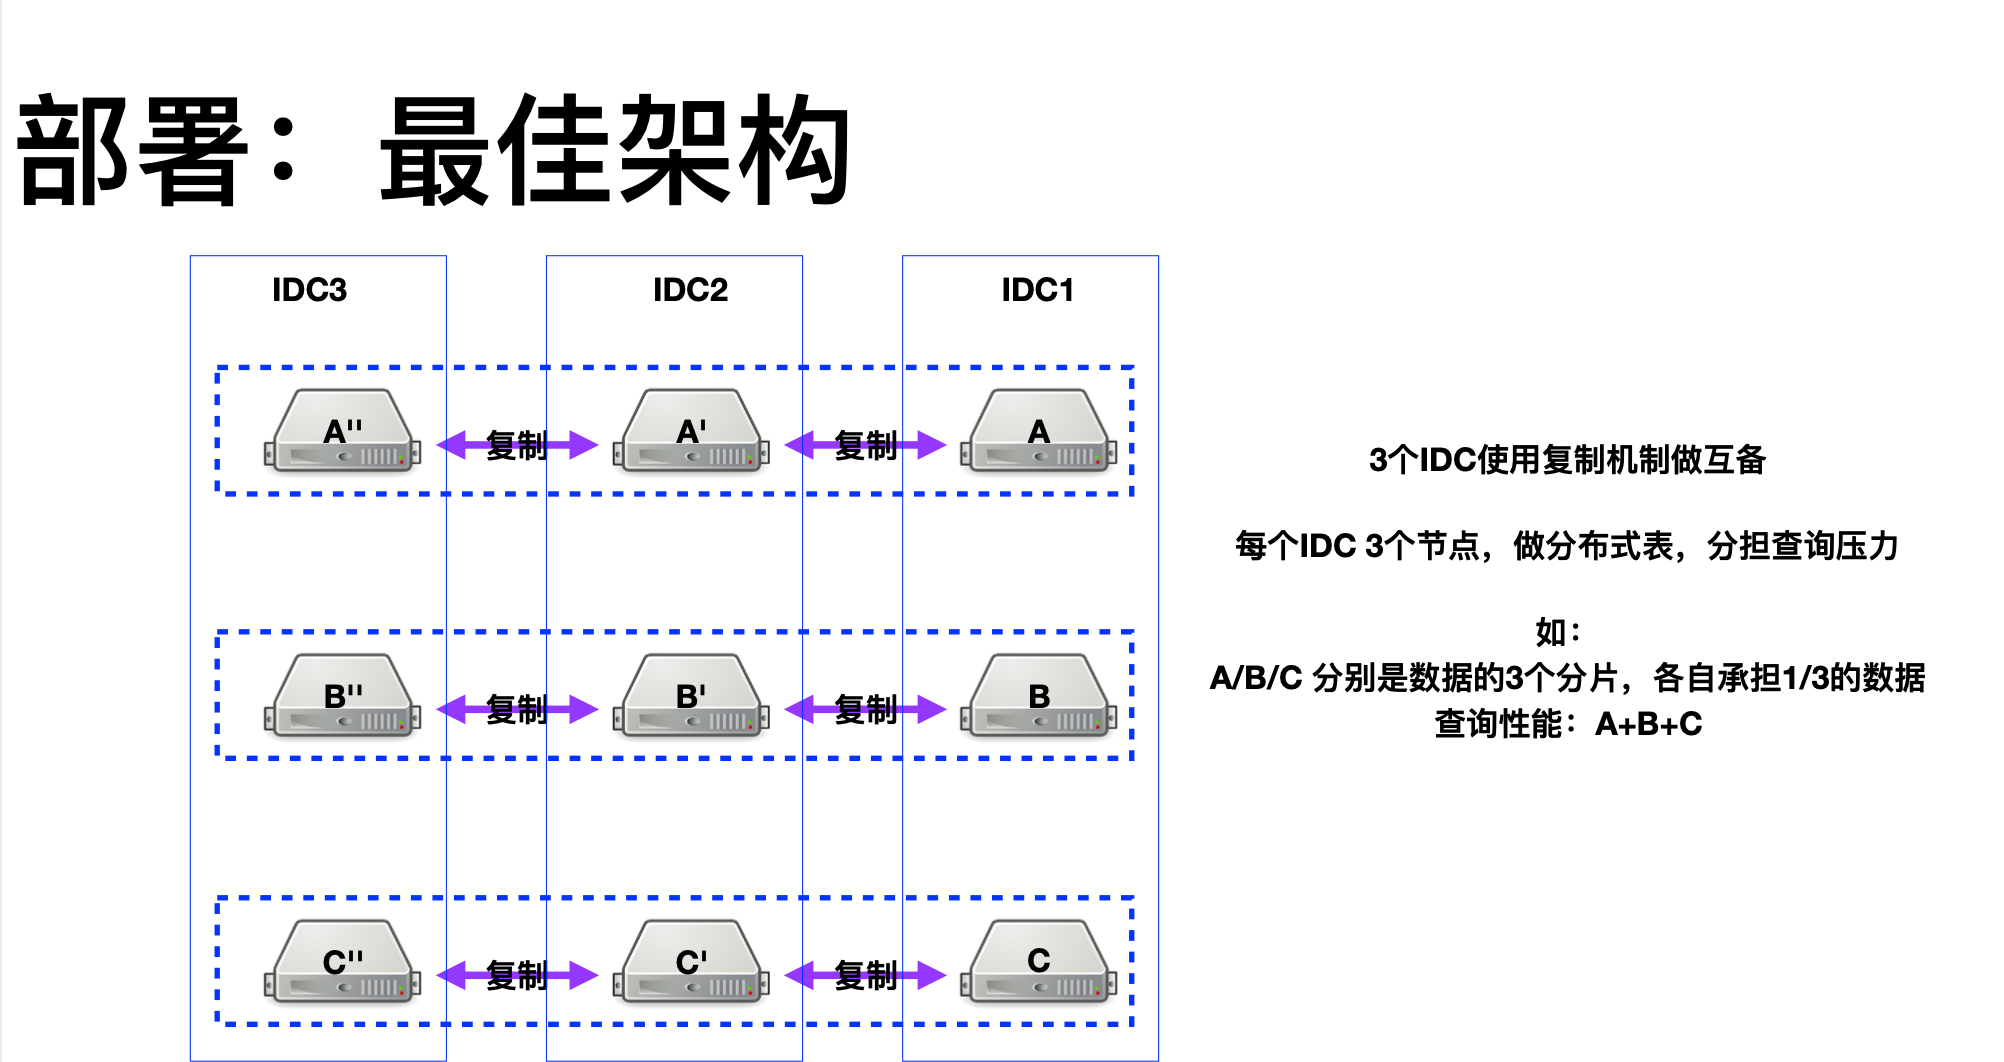 部署：最佳架构
IDC3
IDC2
IDC1
A''
复制
A'
复制
A
B''
复制
B'
复制
B
C''
复制
C'
复制
C
3个IDC使用复制机制做互备
每个IDC 3个节点，做分布式表，分担查询压力
如：
A/B/C 分别是数据的3个分片，各自承担1/3的数据
查询性能：A+B+C